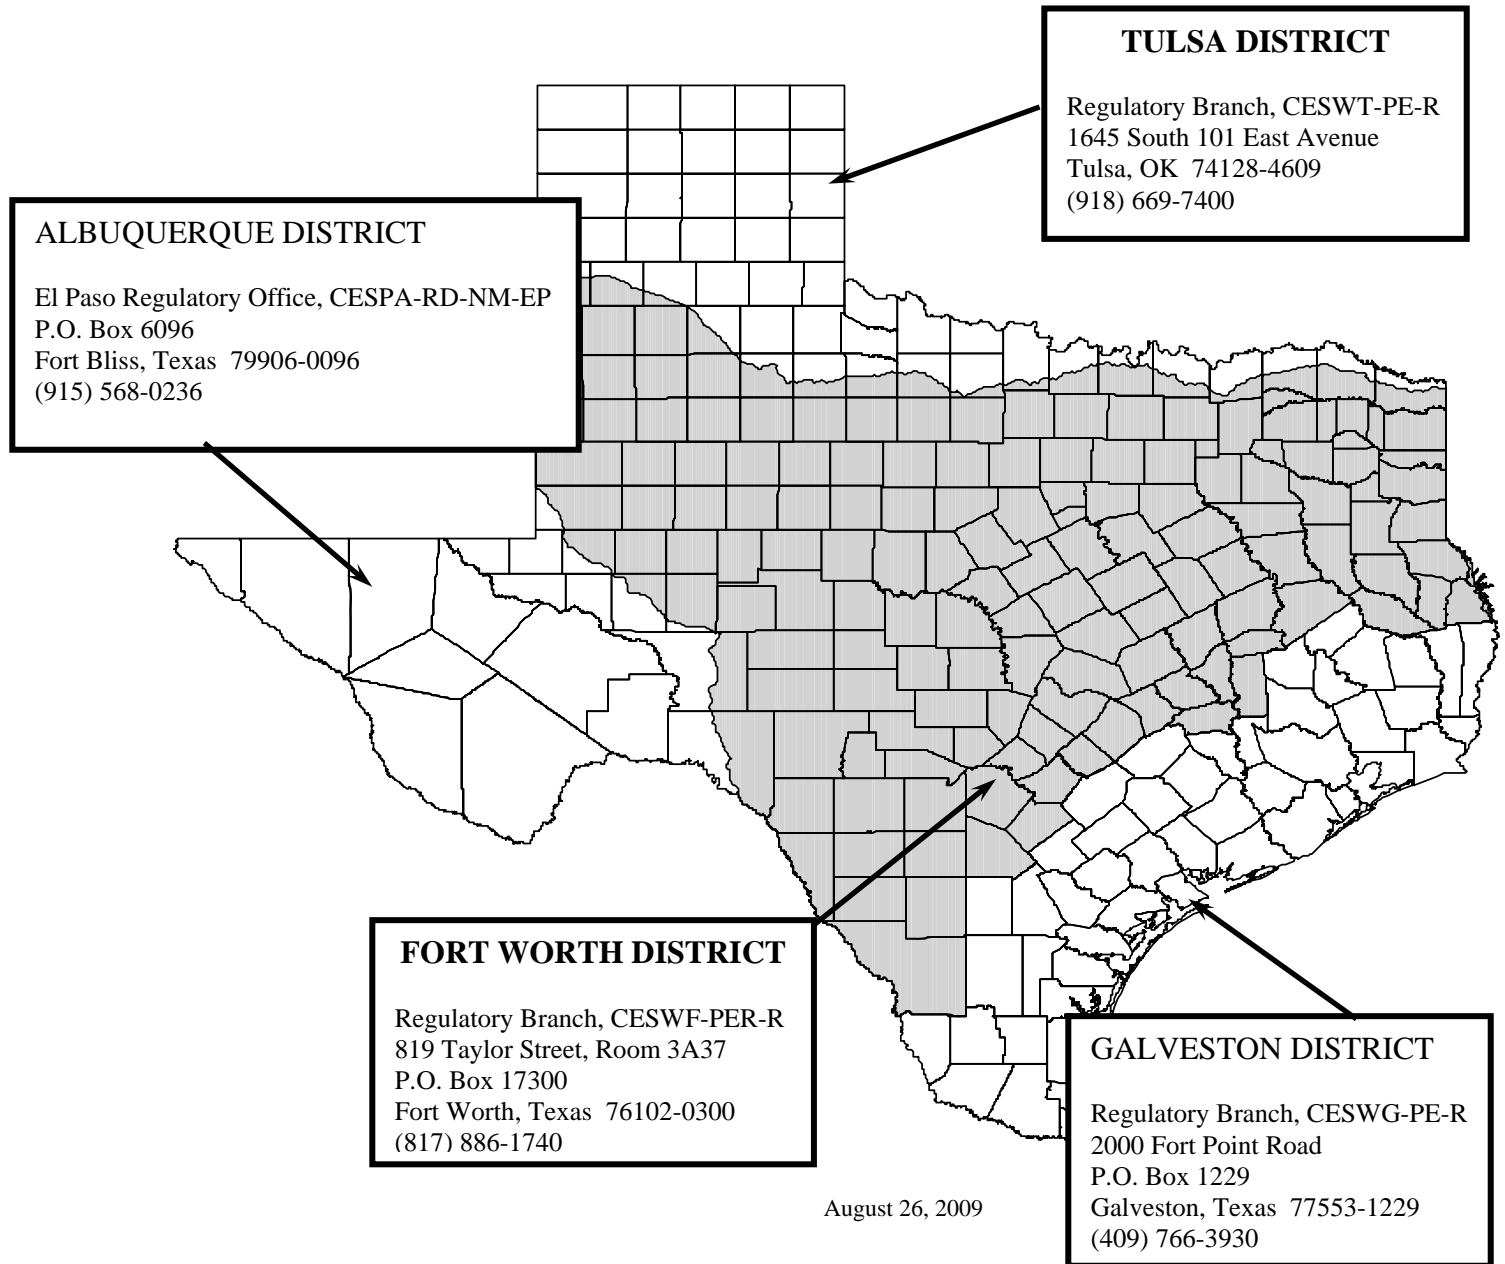 TULSA DISTRICT
Regulatory Branch, CESWT-PE-R
1645 South 101 East Avenue
Tulsa, OK 74128-4609
(918) 669-7400
ALBUQUERQUE DISTRICT
El Paso Regulatory Office, CESPA-RD-NM-EP
P.O. Box 6096
Fort Bliss, Texas 79906-0096
(915) 568-0236
FORT WORTH DISTRICT
Regulatory Branch, CESWF-PER-R
819 Taylor Street, Room 3A37
P.O. Box 17300
Fort Worth, Texas 76102-0300
(817) 886-1740
GALVESTON DISTRICT
Regulatory Branch, CESWG-PE-R
2000 Fort Point Road
P.O. Box 1229
Galveston, Texas 77553-1229
(409) 766-3930
August 26, 2009